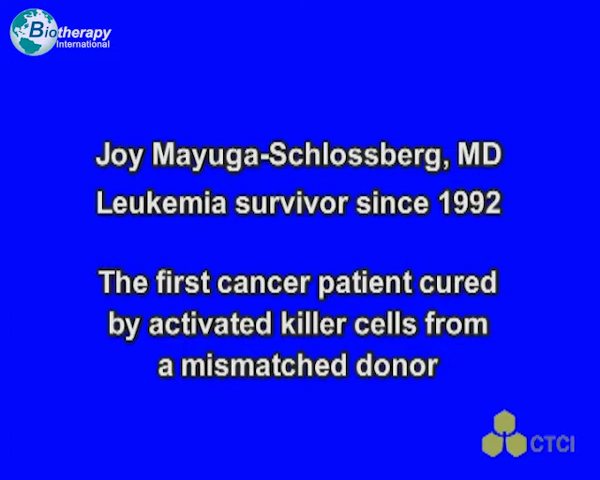 Biotherapy
International
Joy Mayuga-Schlossberg, MD
Leukemia survivor since 1992
The first cancer patient cured
by activated killer cells from
a mismatched donor
CTCI